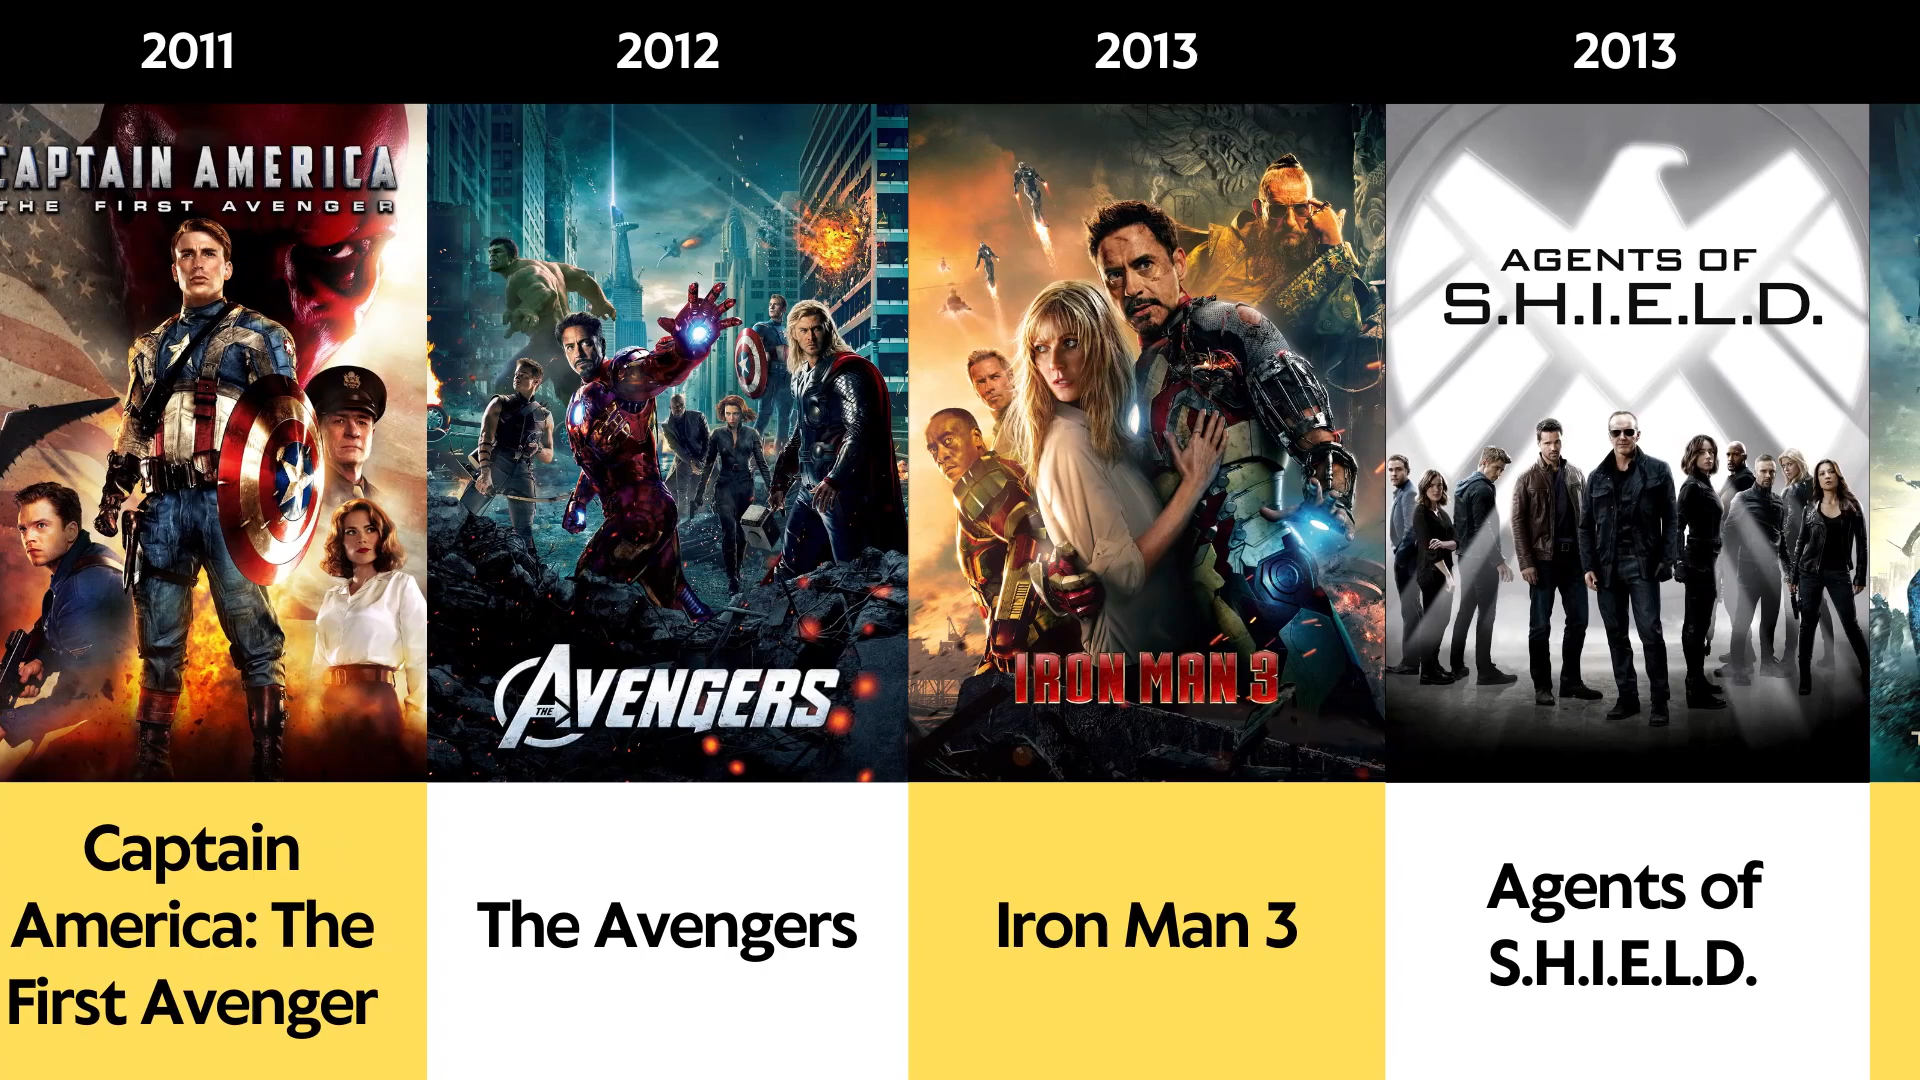 2011
2012
2013
2013
CAPTAIN AMERICA
THE FIRST AVENGER
THE AVENGERS
IRON MAN 3
AGENTS OF
S.H.I.E.L.D.
Captain
America: The
First Avenger
The Avengers
Iron Man 3
Agents of
S.H.I.E.L.D.